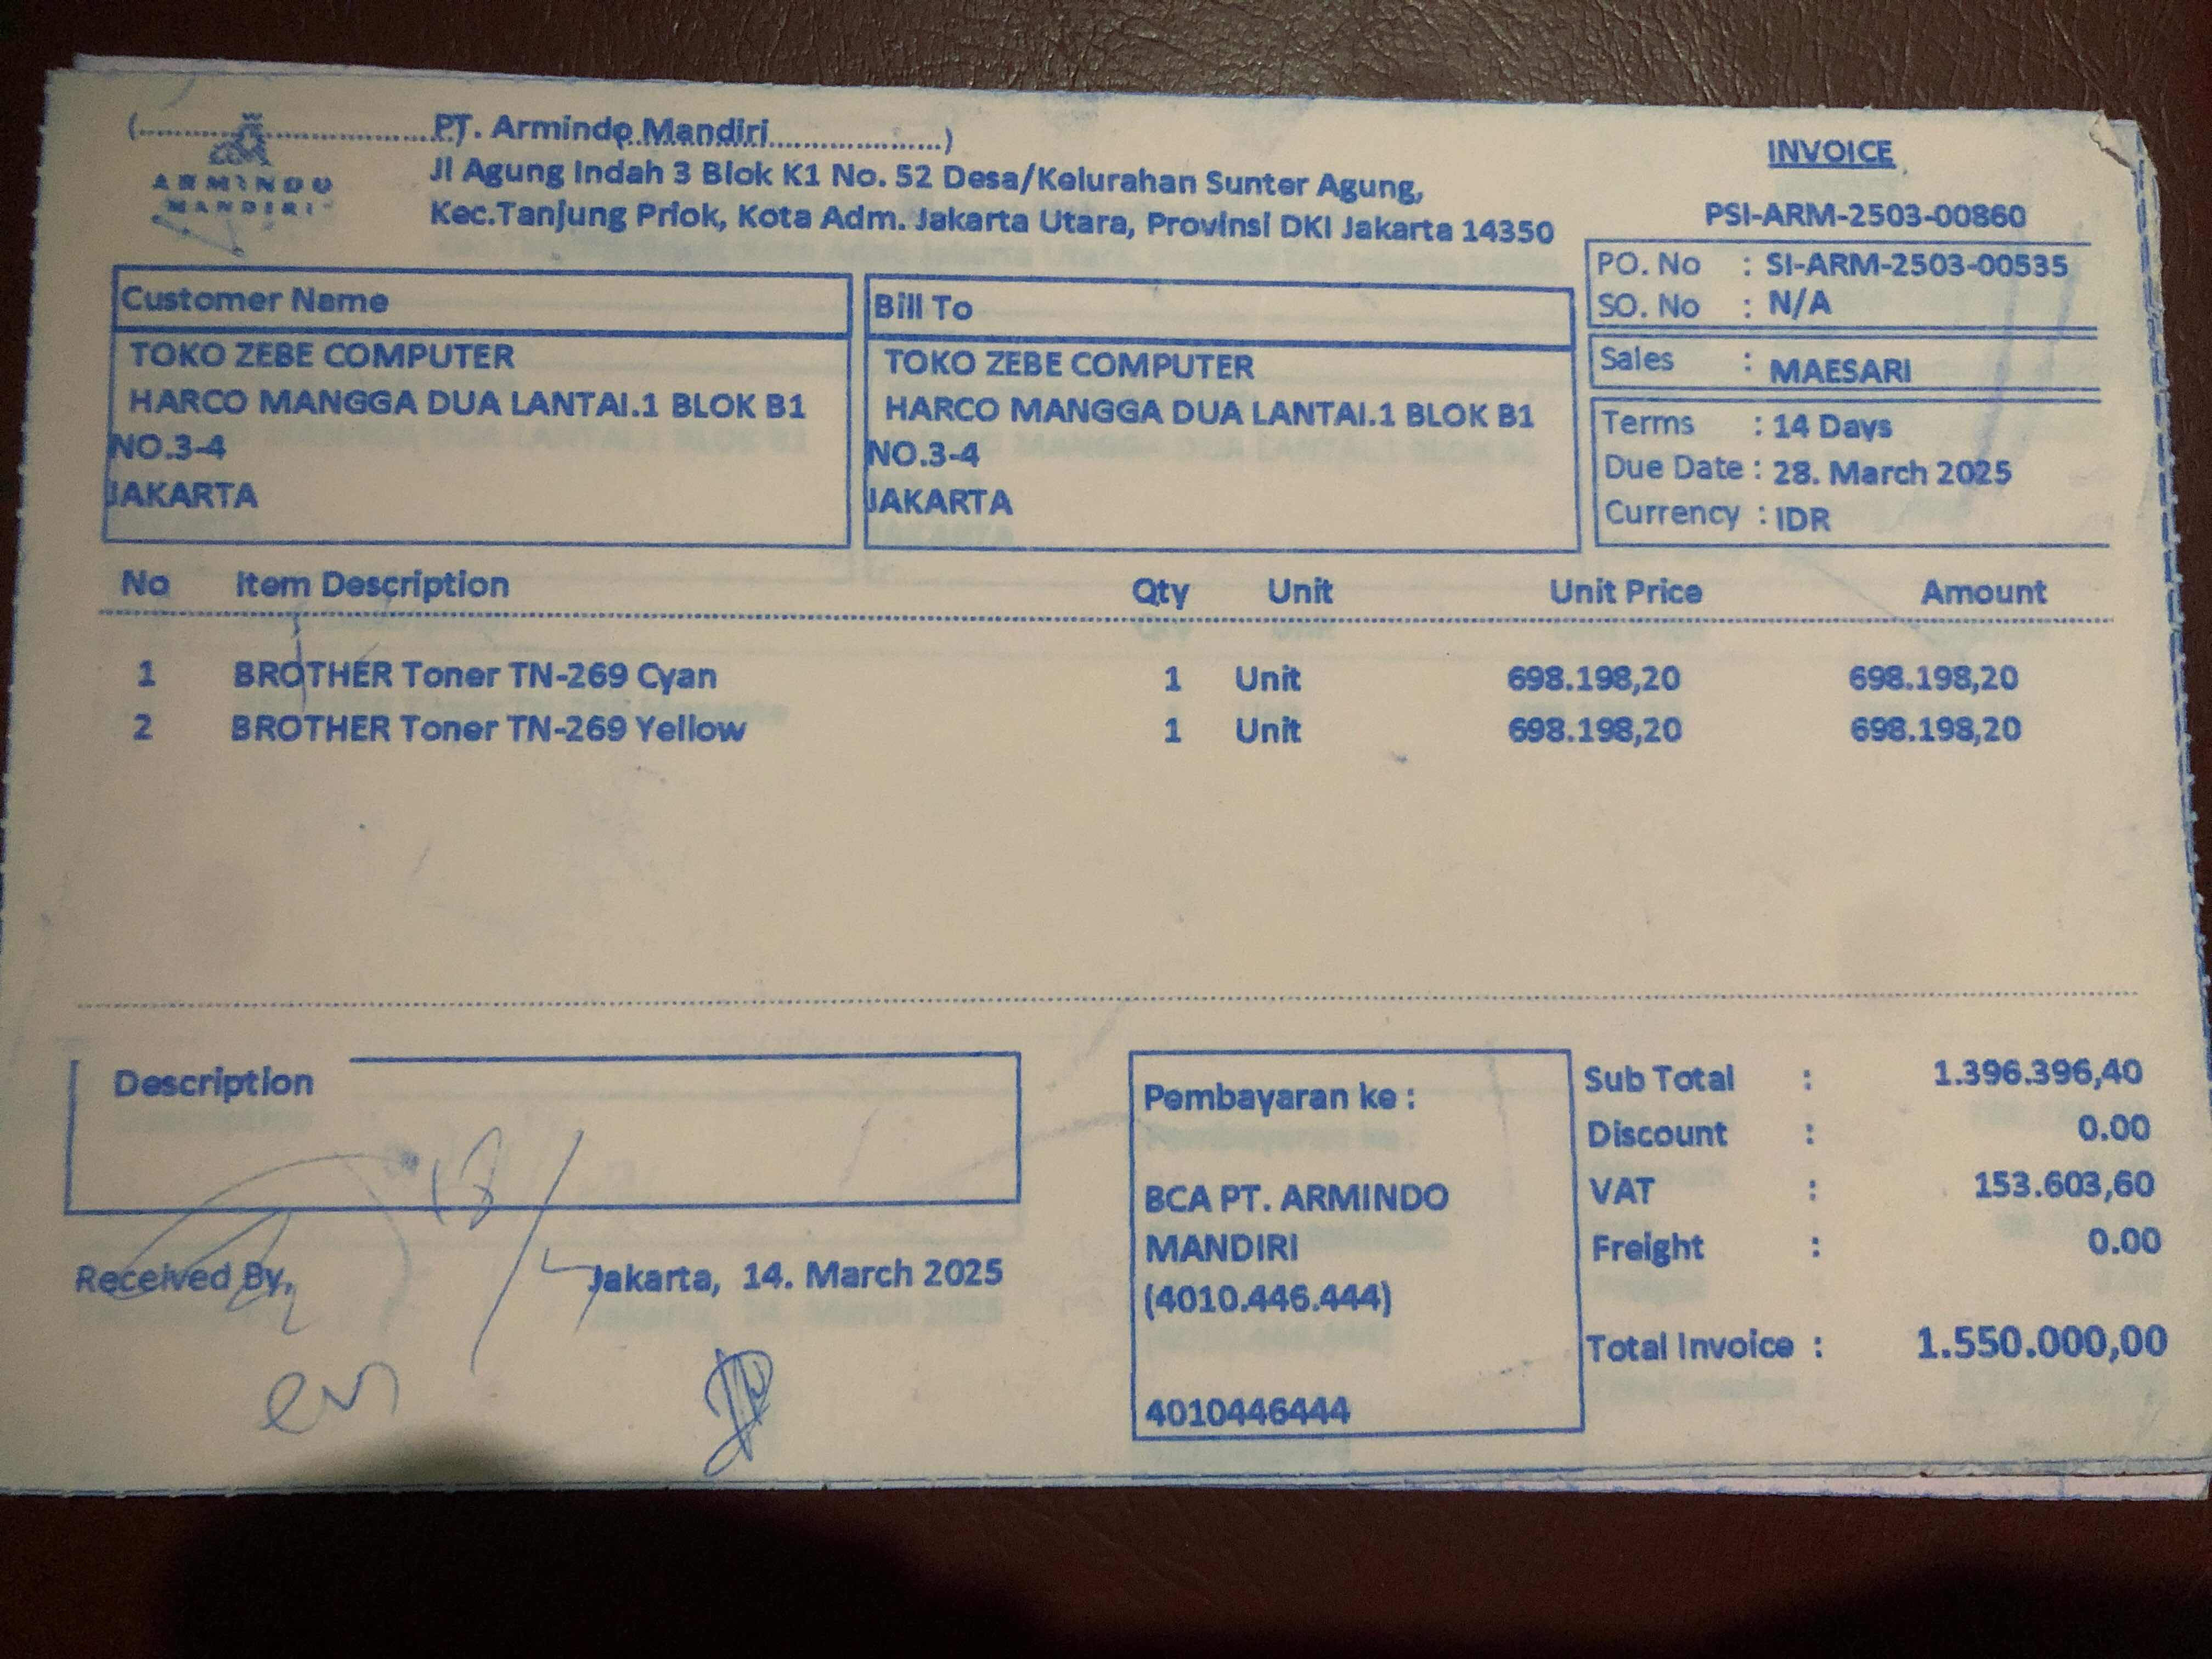 PT. Armindo Mandiri
ARMINDO
MANDIRI
Jl Agung Indah 3 Blok K1 No. 52 Desa/Kelurahan Sunter Agung,
Kec.Tanjung Priok, Kota Adm. Jakarta Utara, Provinsi DKI Jakarta 14350
INVOICE
PSI-ARM-2503-00860
PO. No : SI-ARM-2503-00535
SO. No : N/A
Sales : MAESARI
Terms : 14 Days
Due Date : 28. March 2025
Currency : IDR
Customer Name
TOKO ZEBE COMPUTER
HARCO MANGGA DUA LANTAI.1 BLOK B1
NO.3-4
JAKARTA
Bill To
TOKO ZEBE COMPUTER
HARCO MANGGA DUA LANTAI.1 BLOK B1
NO.3-4
JAKARTA
No Item Description Qty Unit Unit Price Amount
1 BROTHER Toner TN-269 Cyan 1 Unit 698.198,20 698.198,20
2 BROTHER Toner TN-269 Yellow 1 Unit 698.198,20 698.198,20
Description
Received By,
Jakarta, 14. March 2025
Pembayaran ke :
BCA PT. ARMINDO
MANDIRI
(4010.446.444)
4010446444
Sub Total : 1.396.396,40
Discount : 0.00
VAT : 153.603,60
Freight : 0.00
Total Invoice : 1.550.000,00